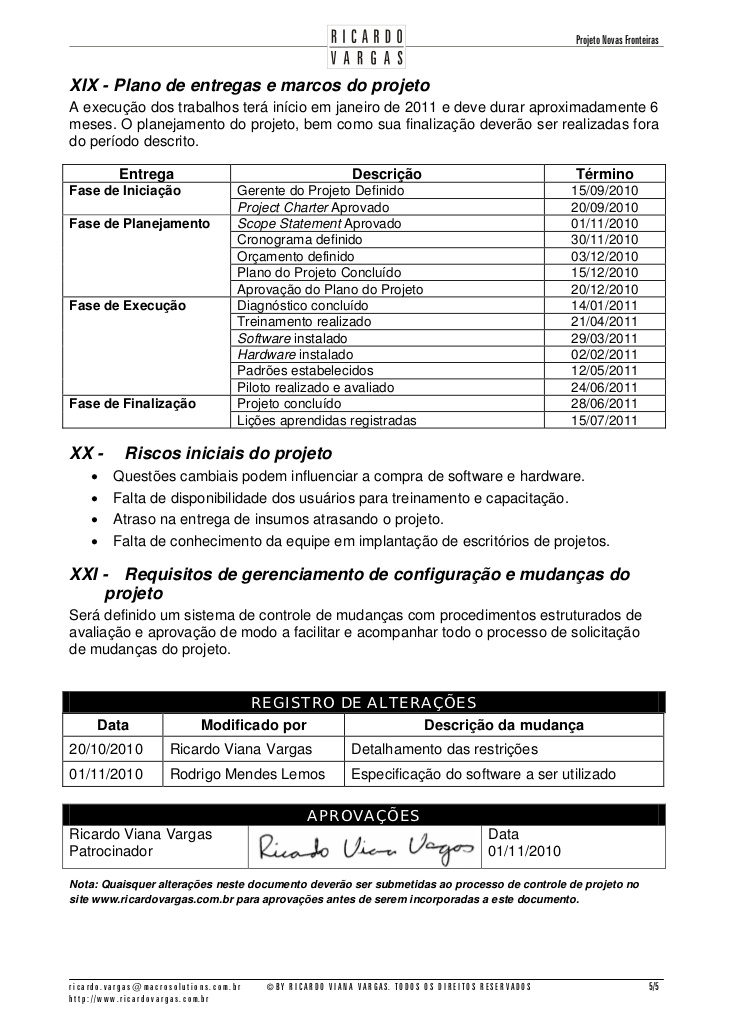 RICARDO
VARGAS
Projeto Novas Fronteiras
XIX - Plano de entregas e marcos do projeto
A execução dos trabalhos terá início em janeiro de 2011 e deve durar aproximadamente 6
meses. O planejamento do projeto, bem como sua finalização deverão ser realizadas fora
do período descrito.
Entrega Descrição Término
Fase de Iniciação Gerente do Projeto Definido 15/09/2010
Project Charter Aprovado 20/09/2010
Fase de Planejamento Scope Statement Aprovado 01/11/2010
Cronograma definido 30/11/2010
Orçamento definido 03/12/2010
Plano do Projeto Concluído 15/12/2010
Aprovação do Plano do Projeto 20/12/2010
Fase de Execução Diagnóstico concluído 14/01/2011
Treinamento realizado 21/04/2011
Software instalado 29/03/2011
Hardware instalado 02/02/2011
Padrões estabelecidos 12/05/2011
Piloto realizado e avaliado 24/06/2011
Fase de Finalização Projeto concluído 28/06/2011
Lições aprendidas registradas 15/07/2011
XX - Riscos iniciais do projeto
• Questões cambiais podem influenciar a compra de software e hardware.
• Falta de disponibilidade dos usuários para treinamento e capacitação.
• Atraso na entrega de insumos atrasando o projeto.
• Falta de conhecimento da equipe em implantação de escritórios de projetos.
XXI - Requisitos de gerenciamento de configuração e mudanças do
projeto
Será definido um sistema de controle de mudanças com procedimentos estruturados de
avaliação e aprovação de modo a facilitar e acompanhar todo o processo de solicitação
de mudanças do projeto.
REGISTRO DE ALTERAÇÕES
Data Modificado por Descrição da mudança
20/10/2010 Ricardo Viana Vargas Detalhamento das restrições
01/11/2010 Rodrigo Mendes Lemos Especificação do software a ser utilizado
APROVAÇÕES
Ricardo Viana Vargas
Patrocinador
Ricardo Viana Vargas
Data
01/11/2010
Nota: Quaisquer alterações neste documento deverão ser submetidas ao processo de controle de projeto no
site www.ricardovargas.com.br para aprovações antes de serem incorporadas a este documento.
ricardo.vargas@macrosolutions.com.br © BY RICARDO VIANA VARGAS. TODOS OS DIREITOS RESERVADOS 5/5
http://www.ricardovargas.com.br